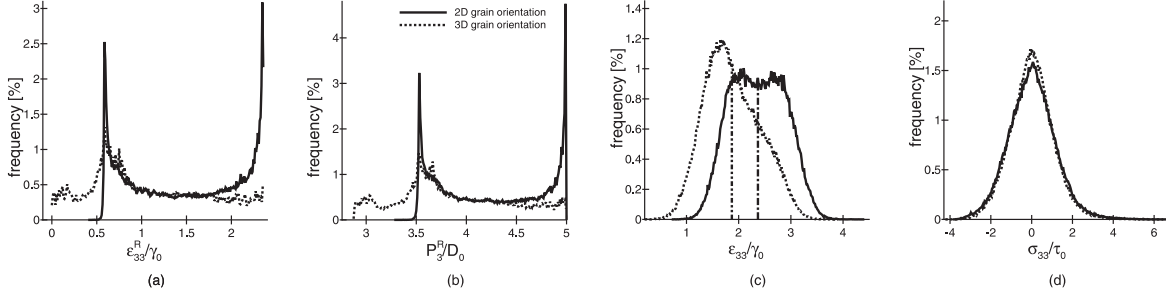 frequency [%]
3
2.5
2
1.5
1
0.5
0
0 0.5 1 1.5 2
ε33^R/γ0
(a)
2D grain orientation
3D grain orientation
frequency [%]
4
3
2
1
0
3 3.5 4 4.5 5
P3^R/D0
(b)
frequency [%]
1.4
1.2
1
0.8
0.6
0.4
0.2
0
1 2 3 4
ε33/γ0
(c)
frequency [%]
2
1.5
1
0.5
0
-4 -2 0 2 4 6
σ33/τ0
(d)